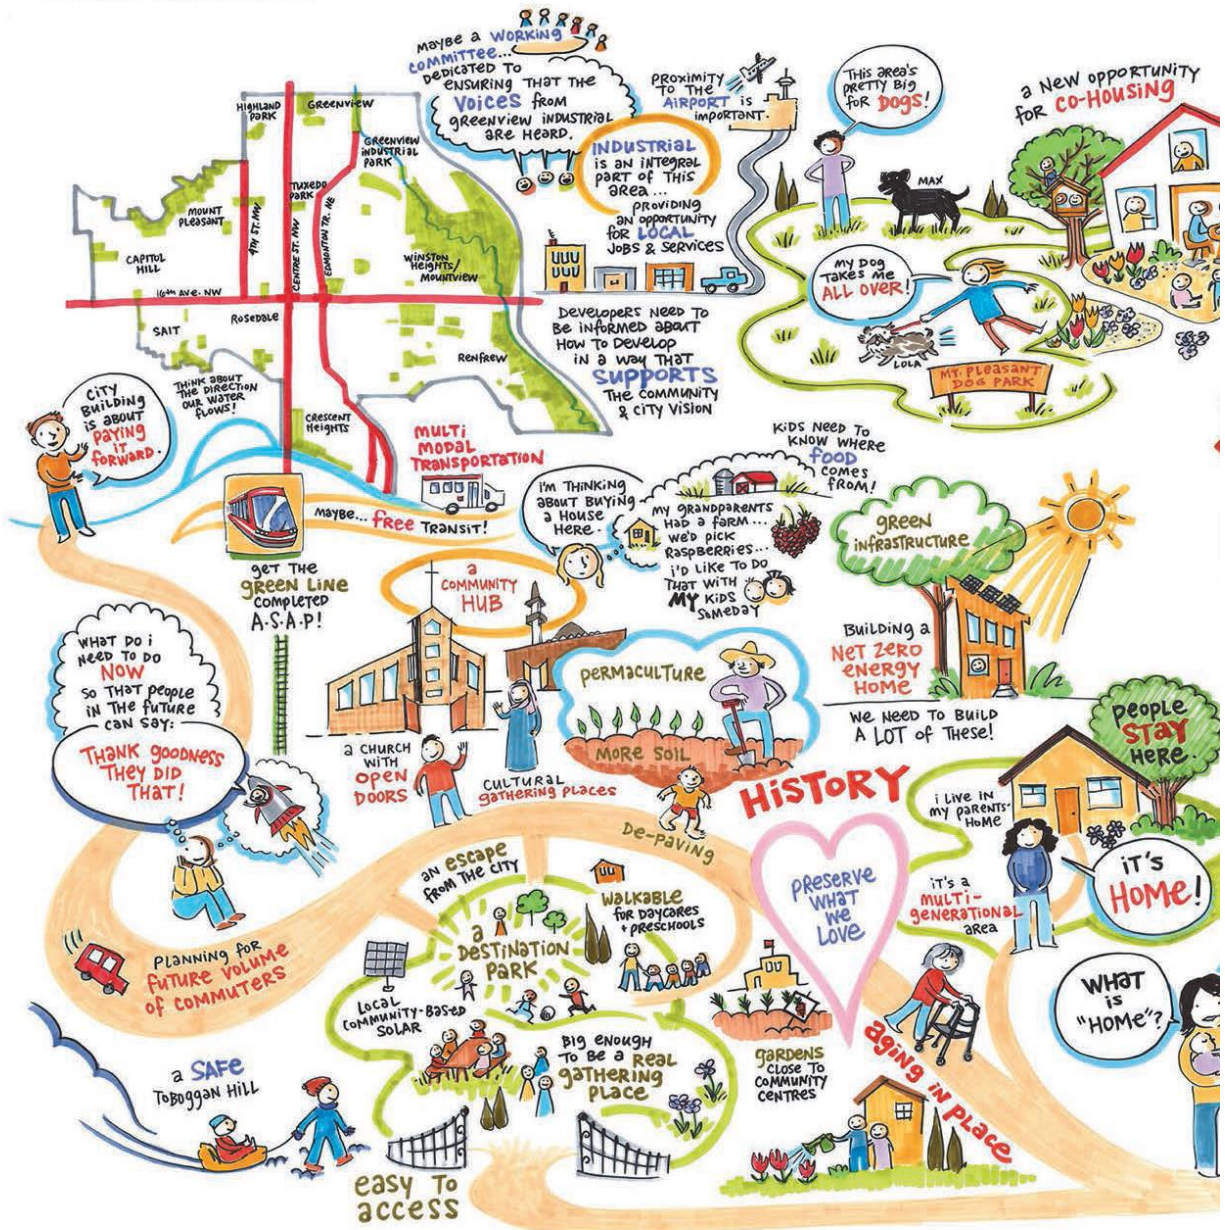 MAYBE A WORKING
COMMITTEE...
DEDICATED TO
ENSURING THAT THE
VOICES FROM
GREENVIEW INDUSTRIAL
ARE HEARD.
PROXIMITY
TO THE
AIRPORT IS
IMPORTANT.
THIS AREA'S
PRETTY BIG
FOR DOGS!
A NEW OPPORTUNITY
FOR CO-HOUSING
HIGHLAND
PARK
GREENVIEW
GREENVIEW
INDUSTRIAL
PARK
TUXEDO
PARK
MOUNT
PLEASANT
4TH ST. NW
CENTRE ST. NW
EDMONTON TR. NE
CAPITOL
HILL
WINSTON
HEIGHTS/
MOUNTVIEW
16th AVE. NW
SAIT
ROSEDALE
RENFREW
THINK ABOUT
THE DIRECTION
OUR WATER
FLOWS!
CRESCENT
HEIGHTS
INDUSTRIAL
IS AN INTEGRAL
PART OF THIS
AREA...
PROVIDING
AN OPPORTUNITY
FOR LOCAL
JOBS & SERVICES
MAX
MY DOG
TAKES ME
ALL OVER!
LOLA
MT. PLEASANT
DOG PARK
DEVELOPERS NEED TO
BE INFORMED ABOUT
HOW TO DEVELOP
IN A WAY THAT
SUPPORTS
THE COMMUNITY
& CITY VISION
CITY
BUILDING
IS ABOUT
PAYING
IT
FORWARD.
MULTI
MODAL
TRANSPORTATION
MAYBE... FREE TRANSIT!
GET THE
GREEN LINE
COMPLETED
A.S.A.P!
I'M THINKING
ABOUT BUYING
A HOUSE
HERE.
KIDS NEED TO
KNOW WHERE
FOOD
COMES
FROM!
MY GRANDPARENTS
HAD A FARM...
WE'D PICK
RASPBERRIES...
I'D LIKE TO DO
THAT WITH
MY KIDS
SOMEDAY
GREEN
INFRASTRUCTURE
A
COMMUNITY
HUB
BUILDING A
NET ZERO
ENERGY
HOME
WE NEED TO BUILD
A LOT OF THESE!
WHAT DO I
NEED TO DO
NOW
SO THAT PEOPLE
IN THE FUTURE
CAN SAY:
THANK GOODNESS
THEY DID
THAT!
A CHURCH
WITH
OPEN
DOORS
CULTURAL
GATHERING PLACES
PERMACULTURE
MORE SOIL
DE-PAVING
HISTORY
PRESERVE
WHAT
WE
LOVE
PEOPLE
STAY
HERE.
I LIVE IN
MY PARENTS'
HOME
IT'S
HOME!
IT'S A
MULTI-
GENERATIONAL
AREA
WHAT
IS
"HOME"?
PLANNING FOR
FUTURE VOLUME
OF COMMUTERS
AN ESCAPE
FROM THE CITY
A
DESTINATION
PARK
WALKABLE
FOR DAYCARES
+ PRESCHOOLS
LOCAL
COMMUNITY-BASED
SOLAR
BIG ENOUGH
TO BE A REAL
GATHERING
PLACE
GARDENS
CLOSE TO
COMMUNITY
CENTRES
AGING IN PLACE
A SAFE
TOBOGGAN HILL
EASY TO
ACCESS